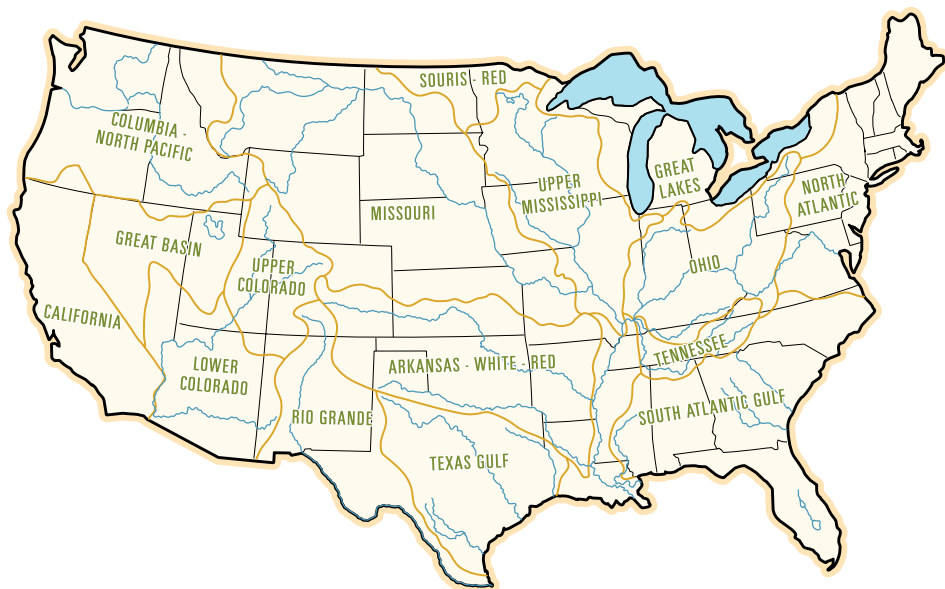 SOURIS - RED
COLUMBIA -
NORTH PACIFIC
GREAT
LAKES
UPPER
MISSISSIPPI
NORTH
ATLANTIC
MISSOURI
GREAT BASIN
UPPER
COLORADO
OHIO
CALIFORNIA
TENNESSEE
LOWER
COLORADO
ARKANSAS - WHITE - RED
RIO GRANDE
SOUTH ATLANTIC GULF
TEXAS GULF